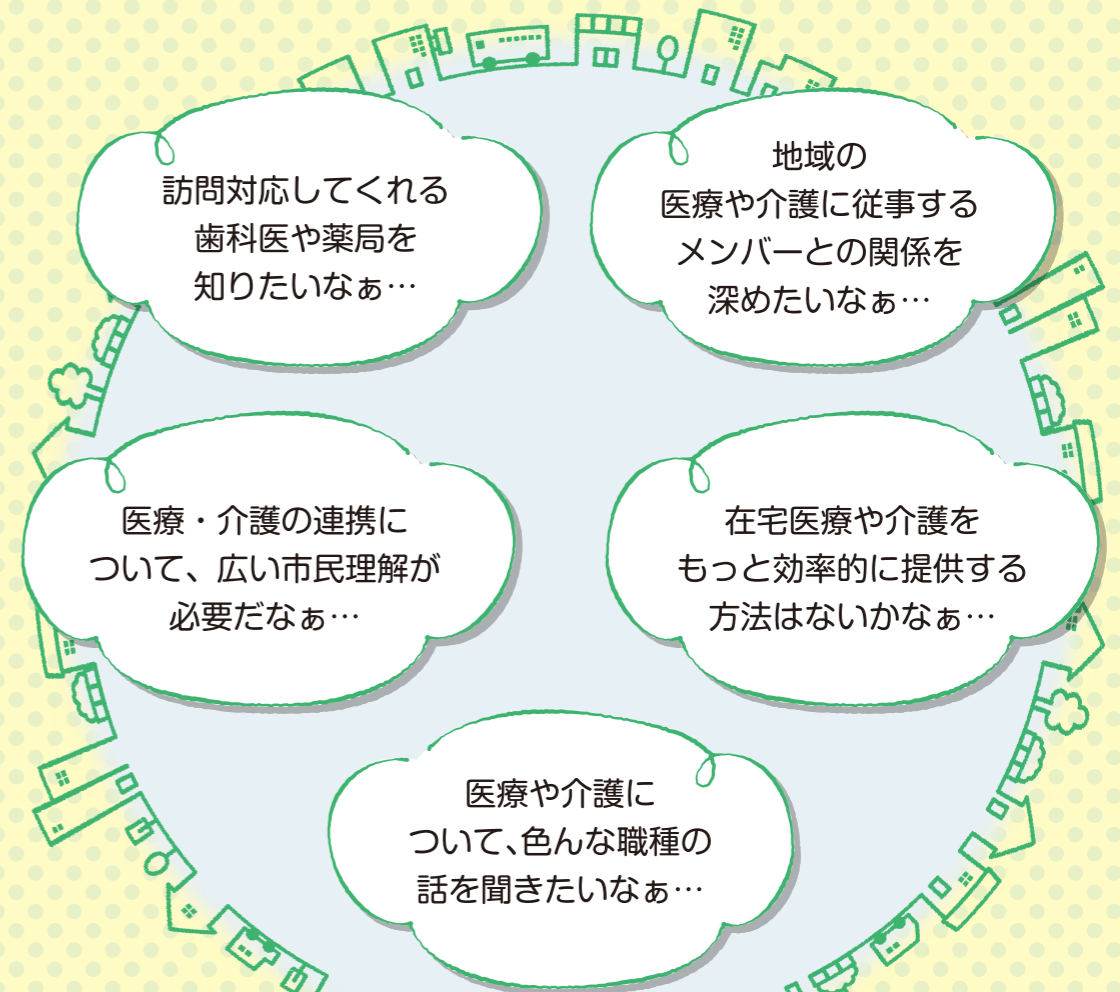 訪問対応してくれる
歯科医や薬局を
知りたいなぁ…
地域の
医療や介護に従事する
メンバーとの関係を
深めたいなぁ…
医療・介護の連携に
ついて、広い市民理解が
必要だなぁ…
在宅医療や介護を
もっと効率的に提供する
方法はないかなぁ…
医療や介護に
ついて、色んな職種の
話を聞きたいなぁ…